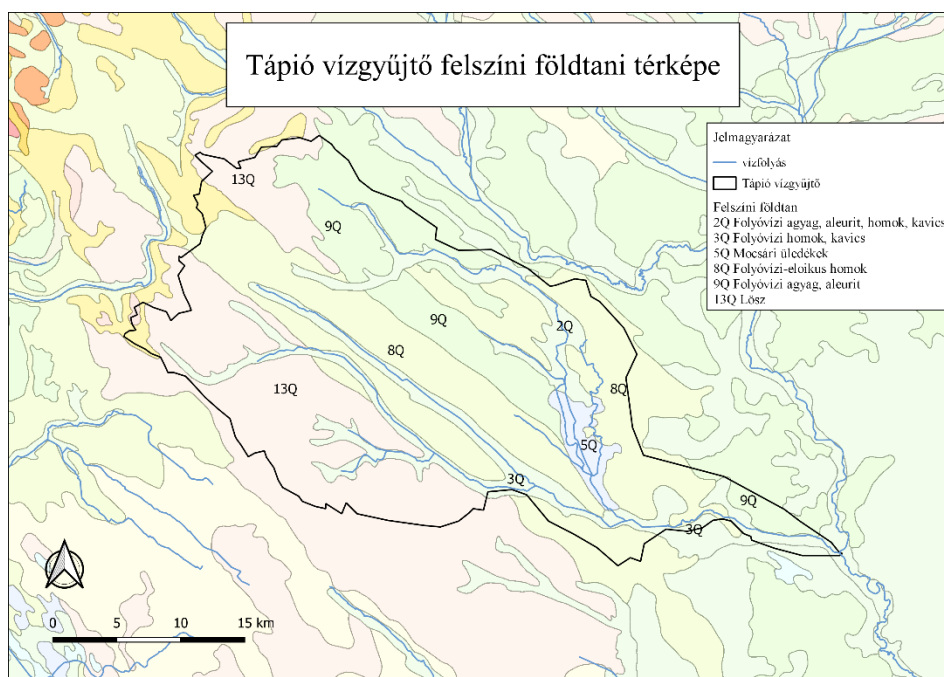 Tápió vízgyűjtő felszíni földtani térképe
Jelmagyarázat
vízfolyás
Tápió vízgyűjtő
Felszíni földtan
2Q Folyóvízi agyag, aleurit, homok, kavics
3Q Folyóvízi homok, kavics
5Q Mocsári üledékek
8Q Folyóvízi-eloikus homok
9Q Folyóvízi agyag, aleurit
13Q Lösz
13Q
9Q
9Q
2Q
8Q
13Q
8Q
5Q
3Q
9Q
3Q
0 5 10 15 km